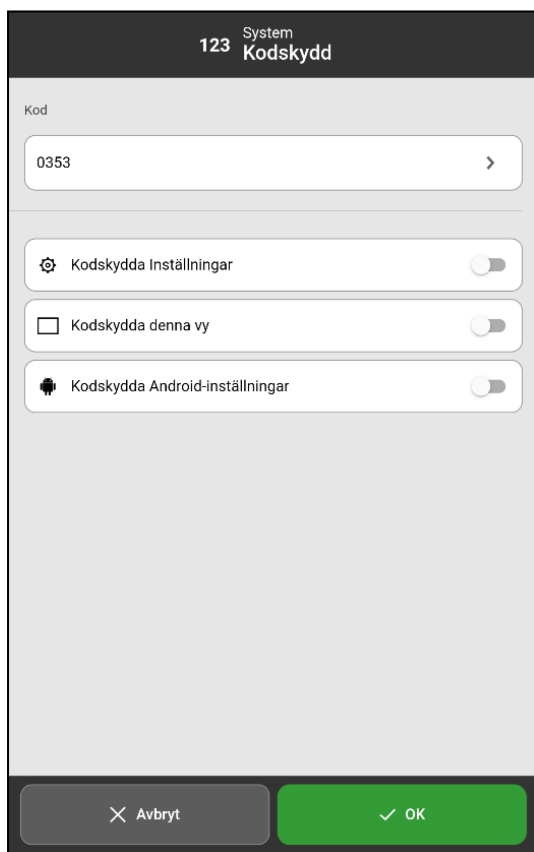 123 System
Kodskydd
Kod
0353
Kodskydda Inställningar
Kodskydda denna vy
Kodskydda Android-inställningar
Avbryt
OK